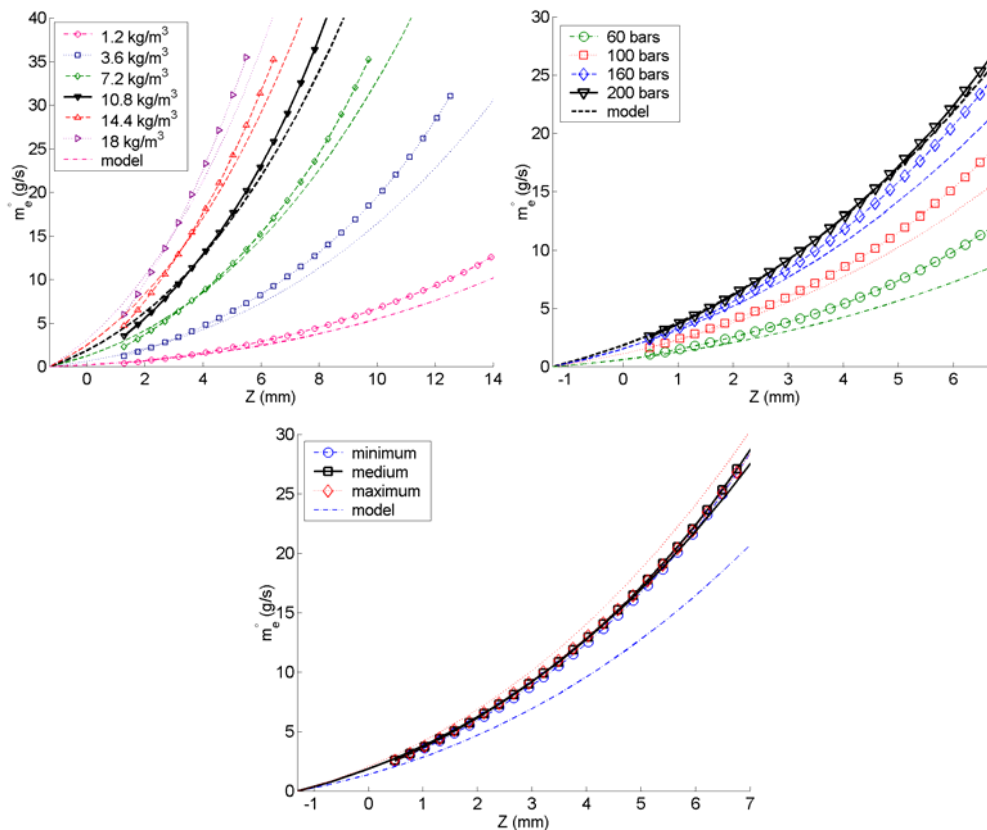 40
35
30
25
20
15
10
5
0
1.2 kg/m³
3.6 kg/m³
7.2 kg/m³
10.8 kg/m³
14.4 kg/m³
18 kg/m³
model
0 2 4 6 8 10 12 14
Z (mm)
m°e (g/s)
30
25
20
15
10
5
0
60 bars
100 bars
160 bars
200 bars
model
-1 0 1 2 3 4 5 6
Z (mm)
m°e (g/s)
30
25
20
15
10
5
0
minimum
medium
maximum
model
-1 0 1 2 3 4 5 6 7
Z (mm)
m°e (g/s)